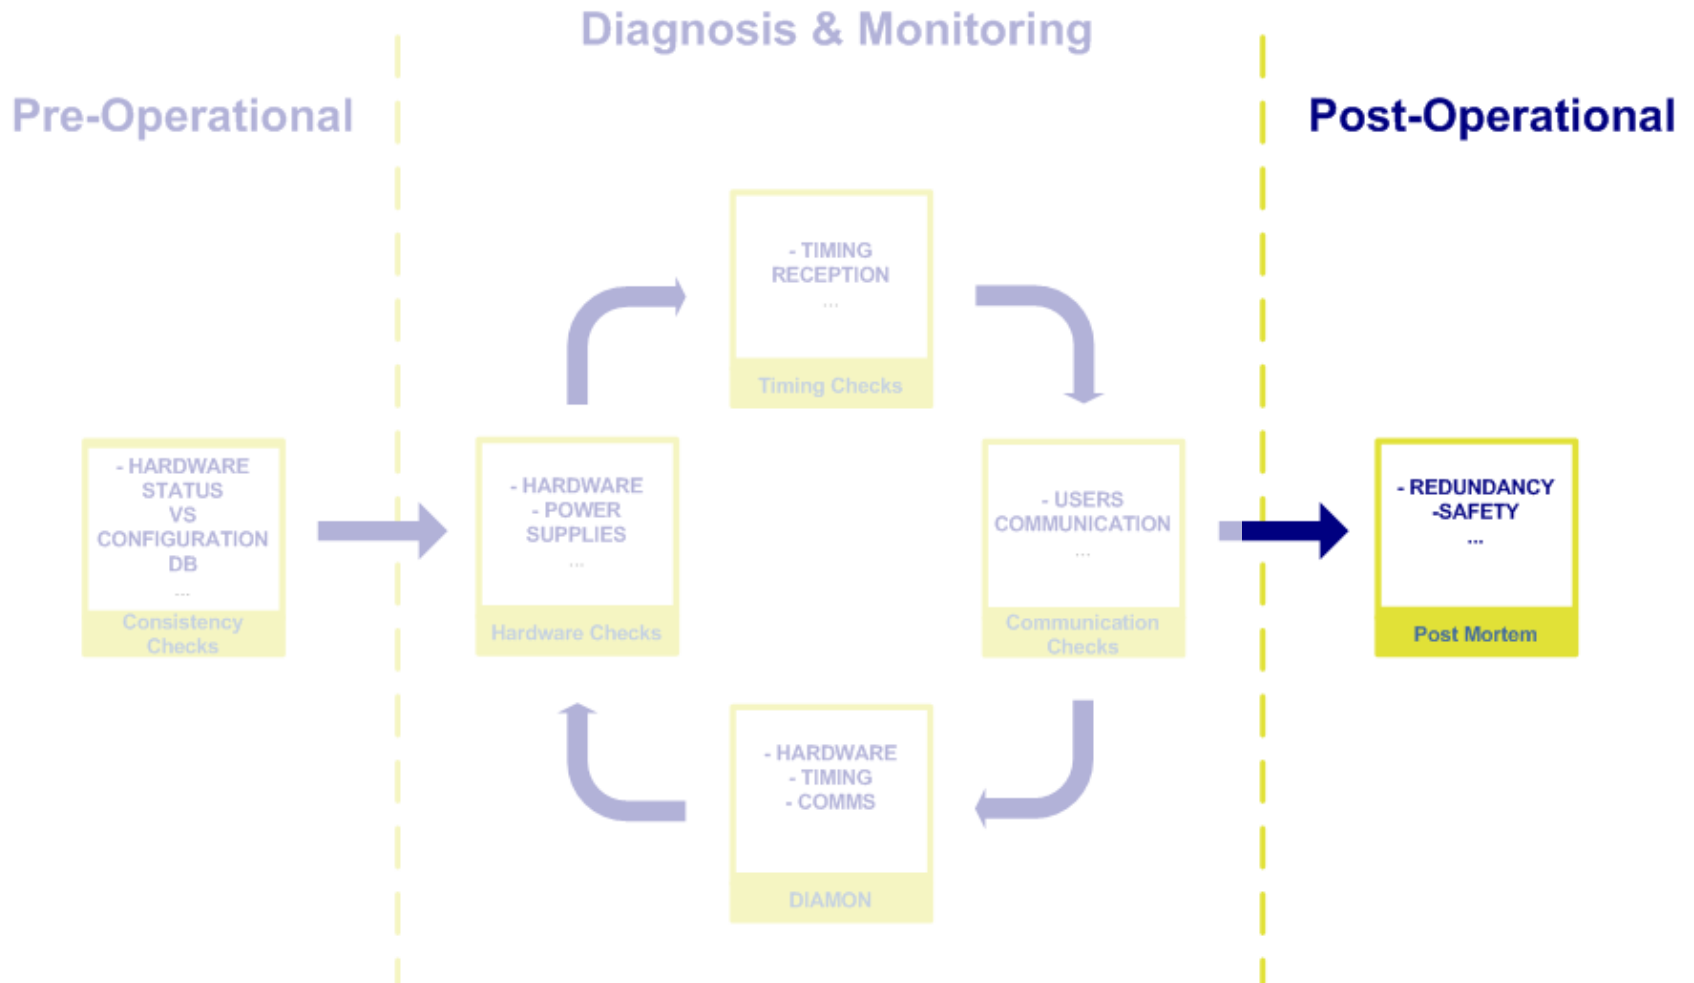 Diagnosis & Monitoring
Pre-Operational
Post-Operational
- TIMING
RECEPTION
...
Timing Checks
- HARDWARE
STATUS
VS
CONFIGURATION
DB
...
Consistency
Checks
- HARDWARE
- POWER
SUPPLIES
...
Hardware Checks
- USERS
COMMUNICATION
...
Communication
Checks
- REDUNDANCY
-SAFETY
...
Post Mortem
- HARDWARE
- TIMING
- COMMS
DIAMON